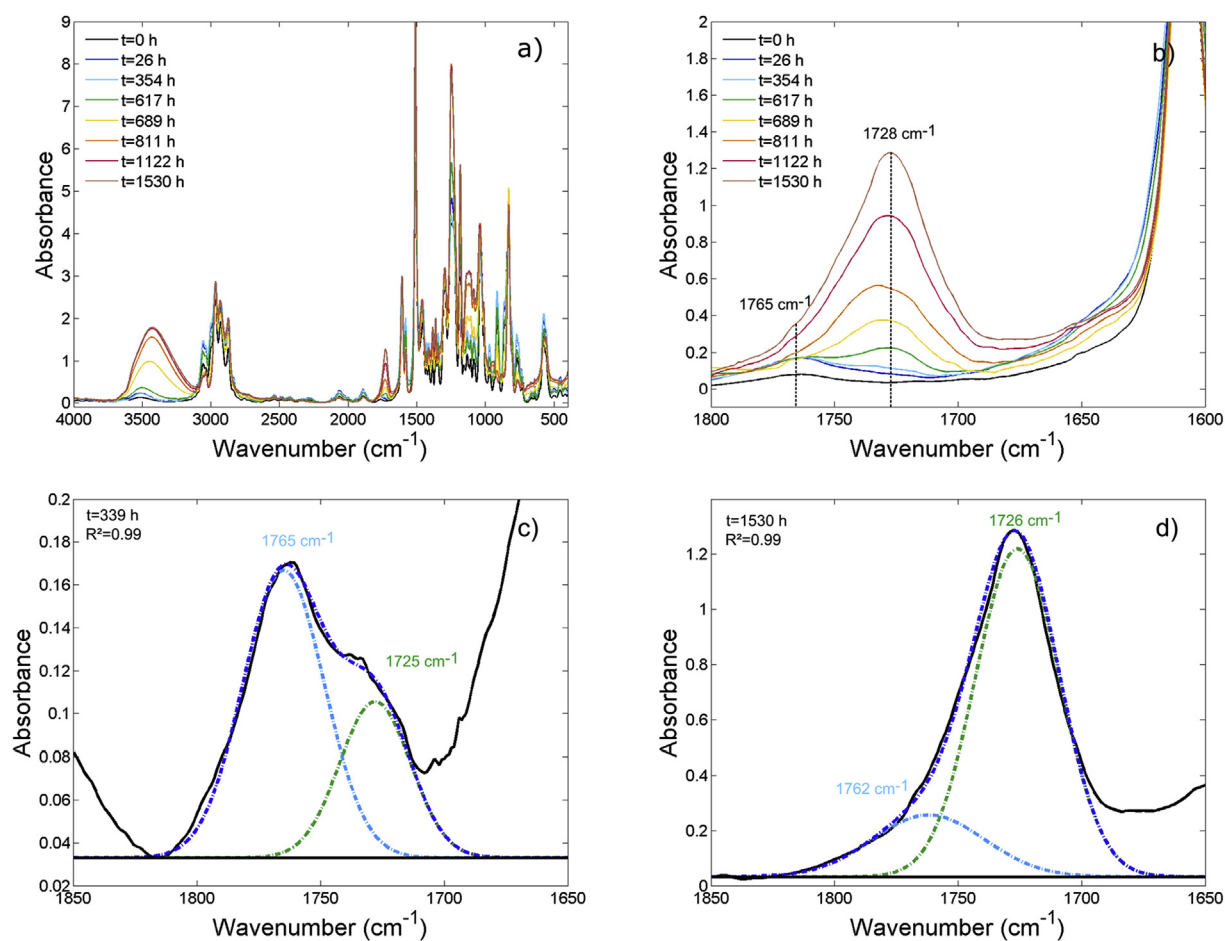 a)
t=0 h
t=26 h
t=354 h
t=617 h
t=689 h
t=811 h
t=1122 h
t=1530 h
9
8
7
6
5
4
3
2
1
0
Absorbance
4000 3500 3000 2500 2000 1500 1000 500
Wavenumber (cm⁻¹)
b)
t=0 h
t=26 h
t=354 h
t=617 h
t=689 h
t=811 h
t=1122 h
t=1530 h
1728 cm⁻¹
1765 cm⁻¹
2
1.8
1.6
1.4
1.2
1
0.8
0.6
0.4
0.2
0
Absorbance
1800 1750 1700 1650 1600
Wavenumber (cm⁻¹)
c)
t=339 h
R²=0.99
1765 cm⁻¹
1725 cm⁻¹
0.2
0.18
0.16
0.14
0.12
0.1
0.08
0.06
0.04
0.02
Absorbance
1850 1800 1750 1700 1650
Wavenumber (cm⁻¹)
d)
t=1530 h
R²=0.99
1726 cm⁻¹
1762 cm⁻¹
1.2
1
0.8
0.6
0.4
0.2
0
Absorbance
1850 1800 1750 1700 1650
Wavenumber (cm⁻¹)